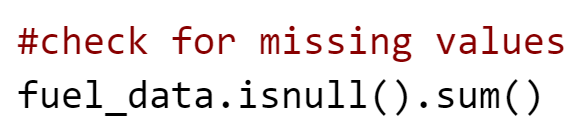 #check for missing values
fuel_data.isnull().sum()